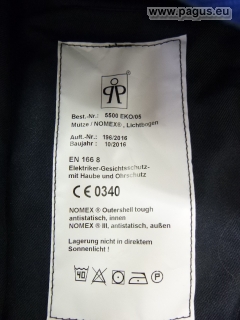 www.pagus.eu
Best.-Nr.: 5500 EKO/06
Mütze / NOMEX® , Lichtbogen
Auft.-Nr.: 196/2016
Baujahr : 10/2016
EN 166 8
Elektriker-Gesichtsschutz-
mit Haube und Ohrschutz
CE 0340
NOMEX ® Outershell tough
antistatisch, innen
NOMEX ® III, antistatisch, außen
Lagerung nicht in direktem
Sonnenlicht !
40
P